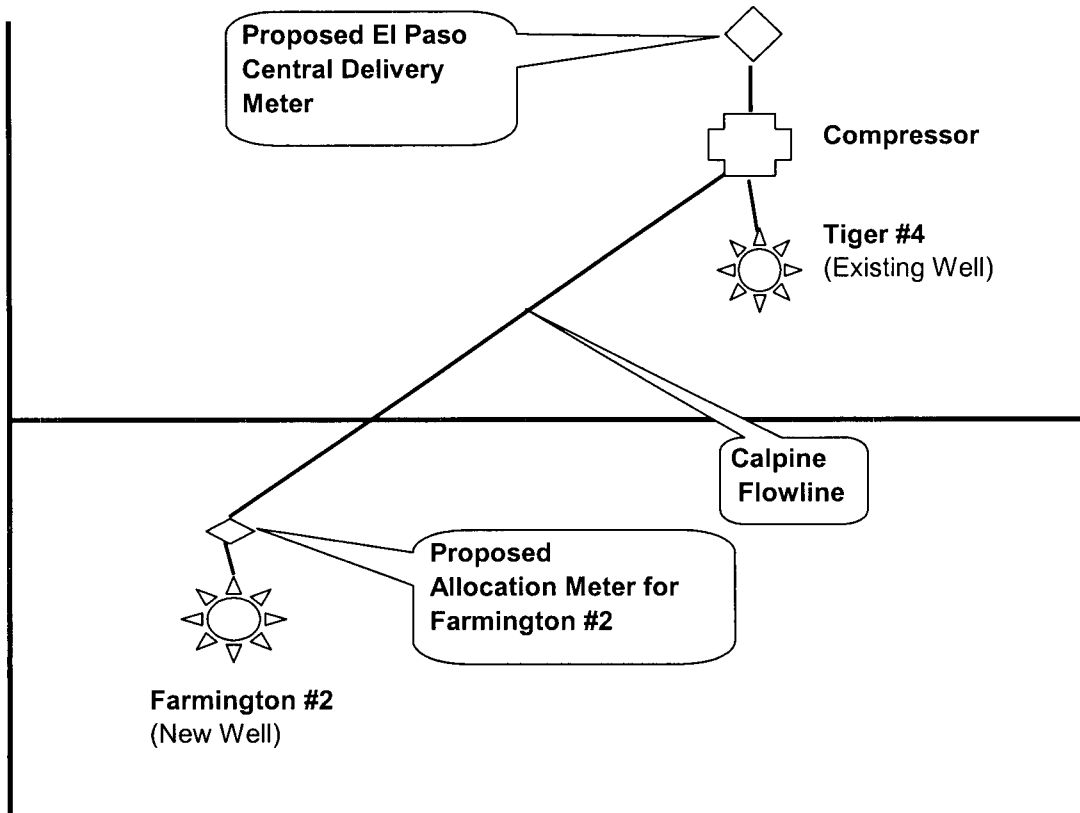 Proposed El Paso
Central Delivery
Meter
Compressor
Tiger #4
(Existing Well)
Calpine
Flowline
Proposed
Allocation Meter for
Farmington #2
Farmington #2
(New Well)